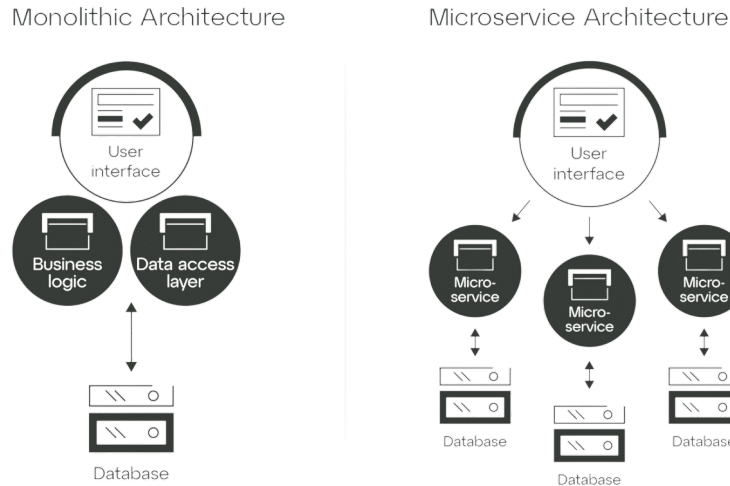 Monolithic Architecture
User
interface
Business
logic
Data access
layer
Database
Microservice Architecture
User
interface
Micro-
service
Micro-
service
Micro-
service
Database
Database
Database